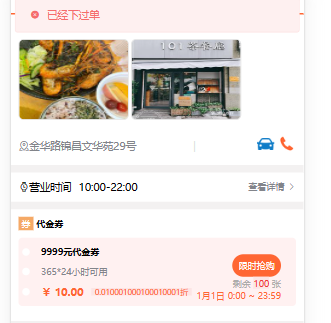 已经下过单
101 茶餐厅
金华路锦昌文华苑29号
营业时间 10:00-22:00 查看详情
券 代金券
9999元代金券
365*24小时可用
¥ 10.00 0.010001000100010001折
限时抢购
剩余 100 张
1月1日 0:00 ~ 23:59